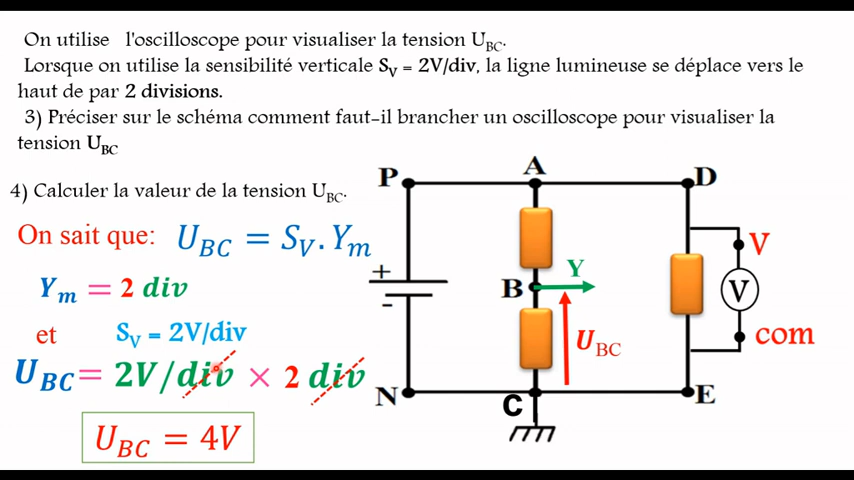 On utilise l'oscilloscope pour visualiser la tension U_BC.
Lorsque on utilise la sensibilité verticale S_V = 2V/div, la ligne lumineuse se déplace vers le
haut de par 2 divisions.
3) Préciser sur le schéma comment faut-il brancher un oscilloscope pour visualiser la
tension U_BC
4) Calculer la valeur de la tension U_BC.
On sait que: U_BC = S_V . Y_m
Y_m = 2 div
et S_V = 2V/div
U_BC = 2V/div × 2 div
U_BC = 4V
P
A
D
+
-
B
Y
V
V
U_BC
com
N
C
E